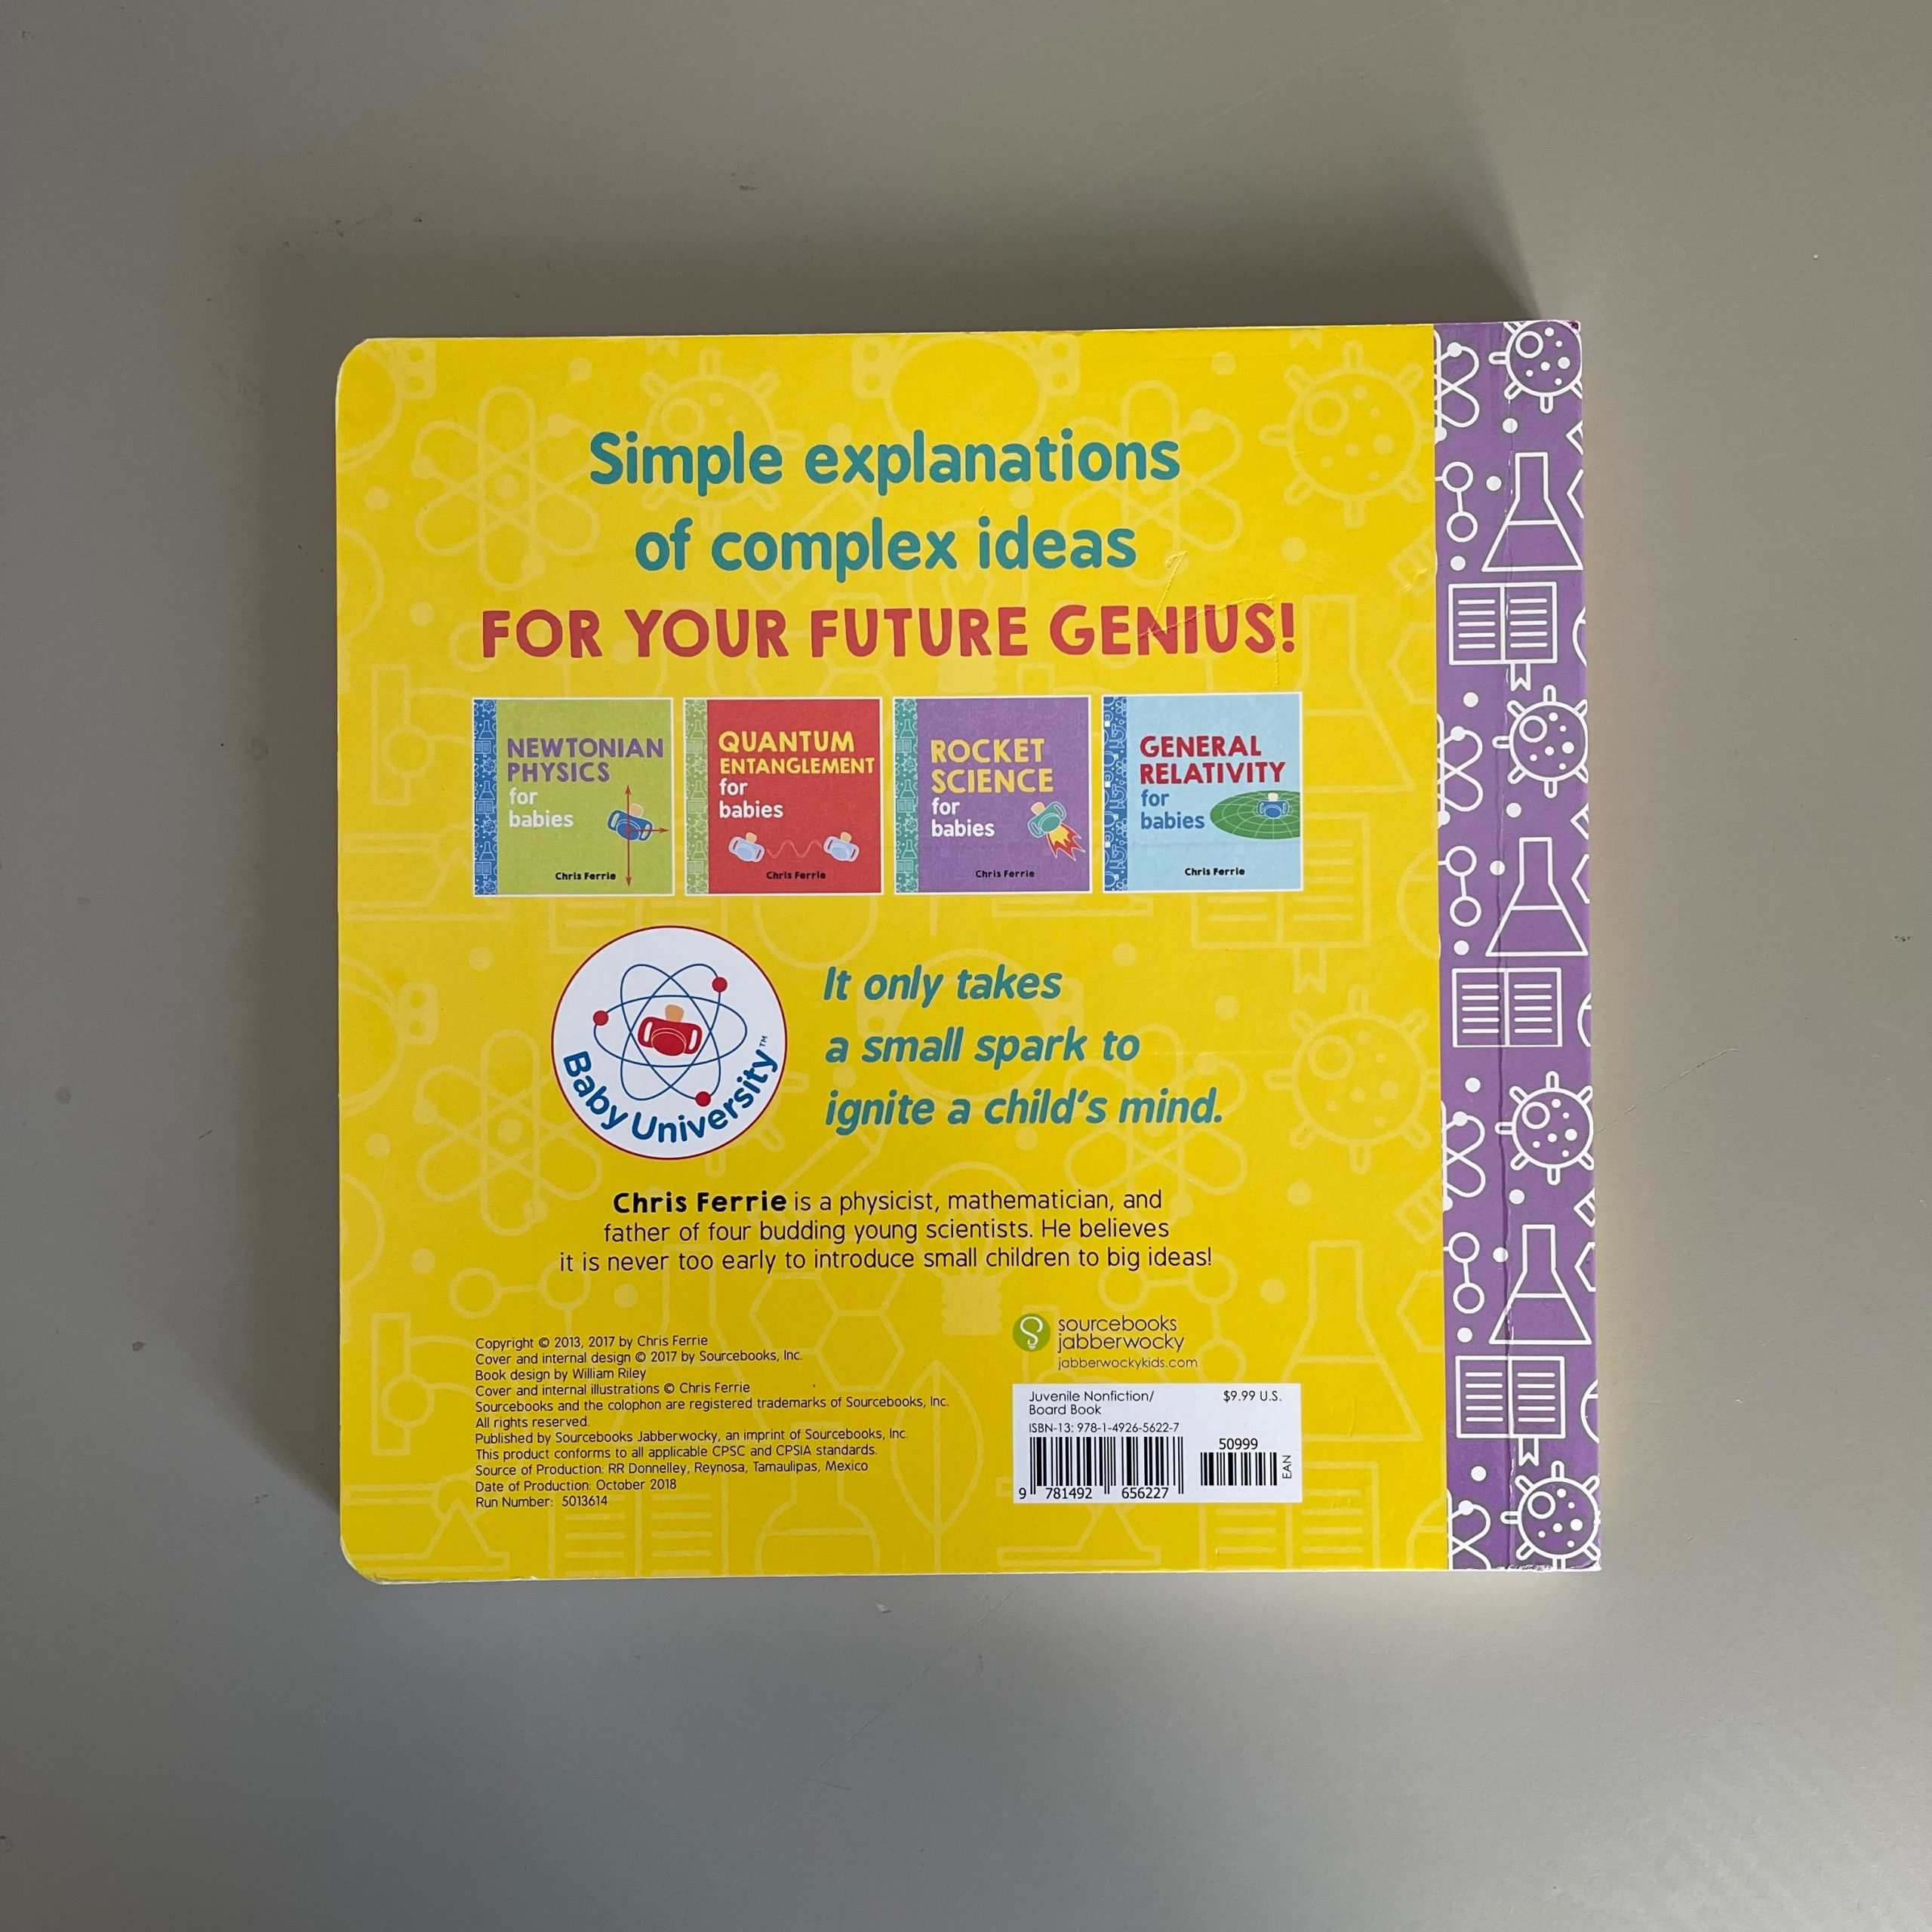 Simple explanations
of complex ideas
FOR YOUR FUTURE GENIUS!
NEWTONIAN
PHYSICS
for
babies
Chris Ferrie
QUANTUM
ENTANGLEMENT
for
babies
Chris Ferrie
ROCKET
SCIENCE
for
babies
Chris Ferrie
GENERAL
RELATIVITY
for
babies
Chris Ferrie
Baby University™
It only takes
a small spark to
ignite a child's mind.
Chris Ferrie is a physicist, mathematician, and
father of four budding young scientists. He believes
it is never too early to introduce small children to big ideas!
Copyright © 2013, 2017 by Chris Ferrie
Cover and internal design © 2017 by Sourcebooks, Inc.
Book design by William Riley
Cover and internal illustrations © Chris Ferrie
Sourcebooks and the colophon are registered trademarks of Sourcebooks, Inc.
All rights reserved.
Published by Sourcebooks Jabberwocky, an imprint of Sourcebooks, Inc.
This product conforms to all applicable CPSC and CPSIA standards.
Source of Production: RR Donnelley, Reynosa, Tamaulipas, Mexico
Date of Production: October 2018
Run Number: 5013614
sourcebooks
jabberwocky
jabberwockykids.com
Juvenile Nonfiction/
Board Book
$9.99 U.S.
ISBN-13: 978-1-4926-5622-7
50999
EAN
9 781492 656227